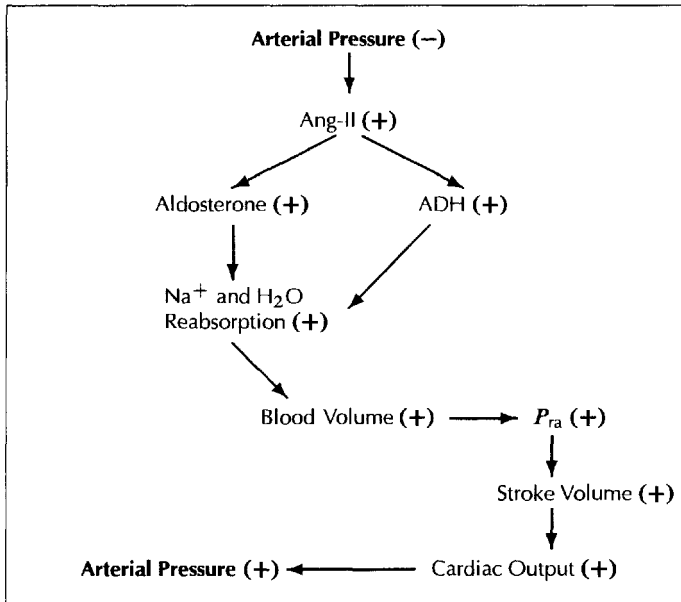 Arterial Pressure (−)
Ang-II (+)
Aldosterone (+) ADH (+)
Na⁺ and H₂O
Reabsorption (+)
Blood Volume (+) Pra (+)
Stroke Volume (+)
Arterial Pressure (+) Cardiac Output (+)